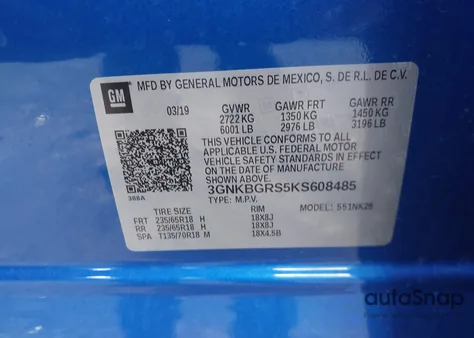 GM
MFD BY GENERAL MOTORS DE MEXICO, S. DE R.L. DE C.V.
03/19 GVWR GAWR FRT GAWR RR
2722 KG 1350 KG 1450 KG
6001 LB 2976 LB 3196 LB
THIS VEHICLE CONFORMS TO ALL
APPLICABLE U.S. FEDERAL MOTOR
VEHICLE SAFETY STANDARDS IN EFFECT
ON THE DATE OF MANUFACTURE SHOWN ABOVE.
3GNKBGRS5KS608485
TYPE: M.P.V. MODEL: 551NK26
388A
TIRE SIZE RIM
FRT 235/65R18 H 18X8J
RR 235/65R18 H 18X8J
SPA T135/70R18 M 18X4.5B
autoSnap